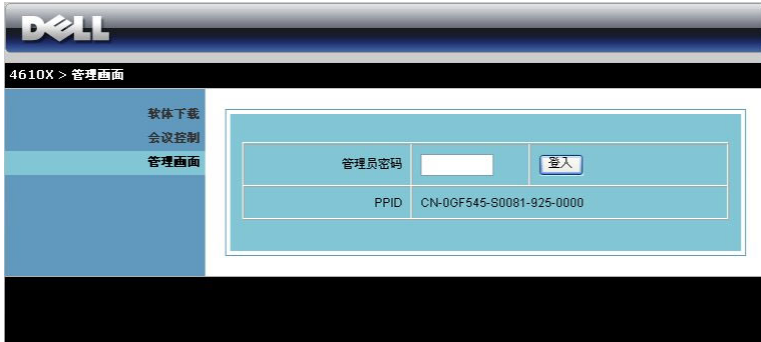 DELL
4610X > 管理画面
软体下载
会议控制
管理画面
管理员密码 登入
PPID CN-0GF545-S0081-925-0000